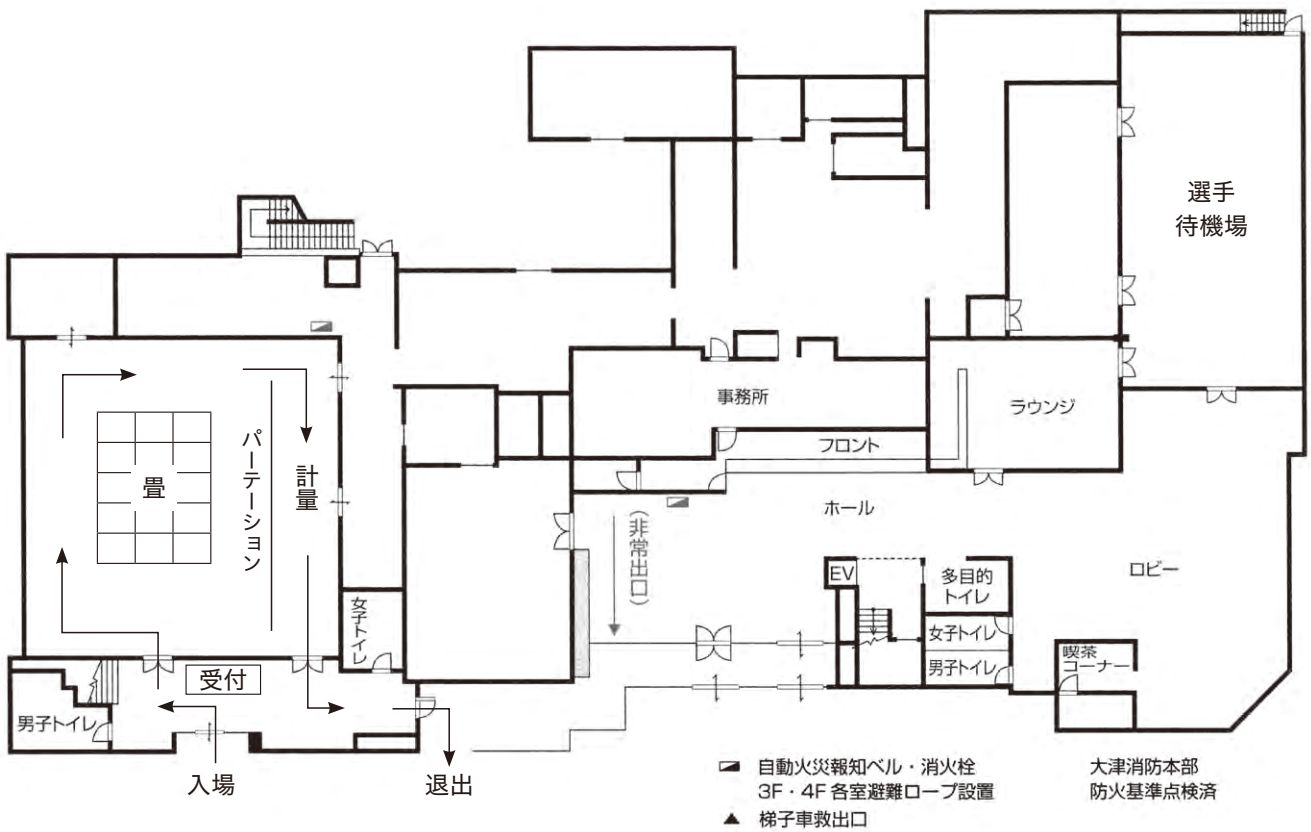 選手
待機場
事務所
ラウンジ
フロント
畳
パーテーション
計量
ホール
（非常出口）
EV
多目的
トイレ
ロビー
女子トイレ
女子トイレ
男子トイレ
喫茶
コーナー
受付
男子トイレ
入場
退出
自動火災報知ベル・消火栓
3F・4F各室避難ロープ設置
梯子車救出口
大津消防本部
防火基準点検済